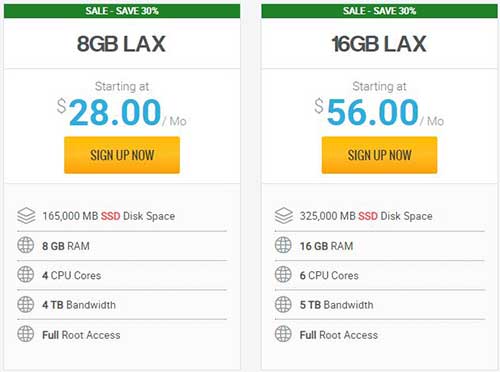 SALE - SAVE 30%
8GB LAX
Starting at
$28.00/ Mo
SIGN UP NOW
165,000 MB SSD Disk Space
8 GB RAM
4 CPU Cores
4 TB Bandwidth
Full Root Access
SALE - SAVE 30%
16GB LAX
Starting at
$56.00/ Mo
SIGN UP NOW
325,000 MB SSD Disk Space
16 GB RAM
6 CPU Cores
5 TB Bandwidth
Full Root Access